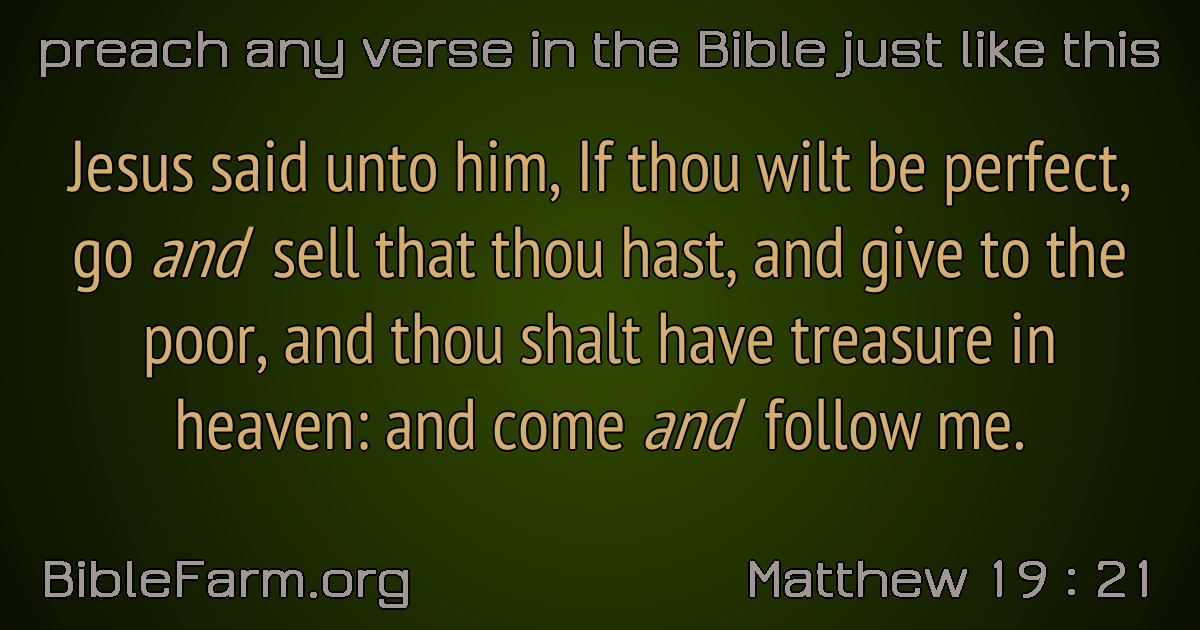 preach any verse in the Bible just like this
Jesus said unto him, If thou wilt be perfect,
go and sell that thou hast, and give to the
poor, and thou shalt have treasure in
heaven: and come and follow me.
BibleFarm.org
Matthew 19 : 21